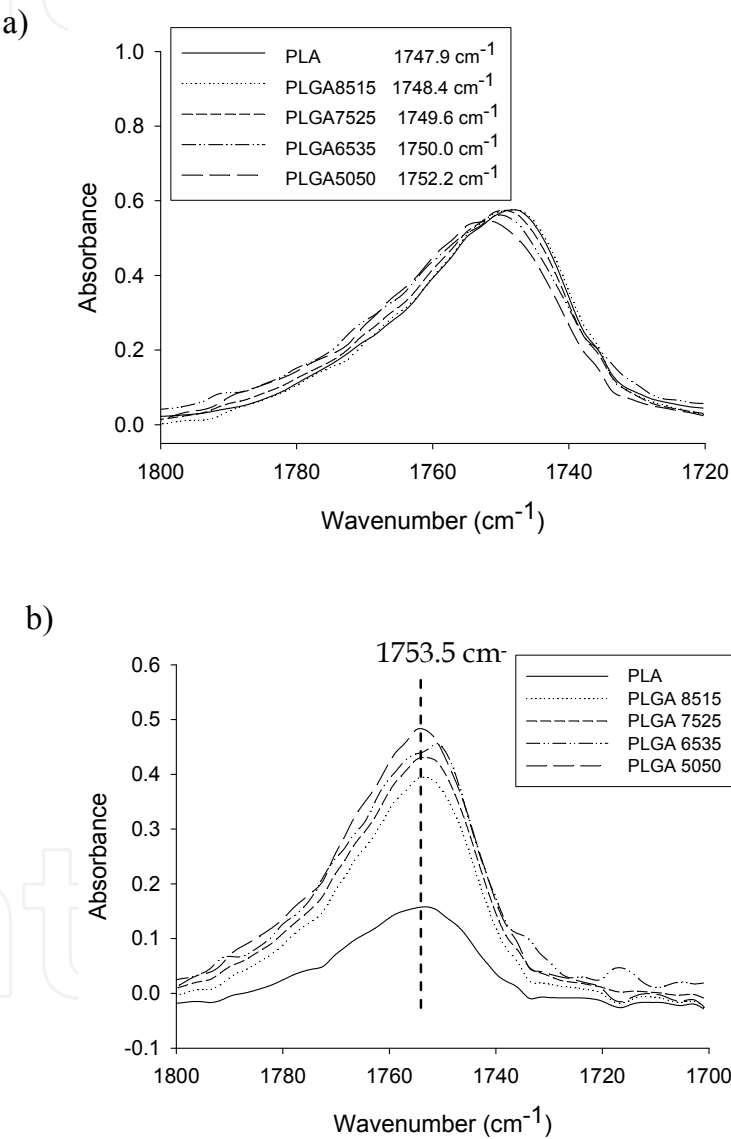 a)
PLA 1747.9 cm⁻¹
PLGA8515 1748.4 cm⁻¹
PLGA7525 1749.6 cm⁻¹
PLGA6535 1750.0 cm⁻¹
PLGA5050 1752.2 cm⁻¹
1.0
0.8
0.6
0.4
0.2
0.0
Absorbance
1800 1780 1760 1740 1720
Wavenumber (cm⁻¹)
b)
1753.5 cm-
PLA
PLGA 8515
PLGA 7525
PLGA 6535
PLGA 5050
0.6
0.5
0.4
0.3
0.2
0.1
0.0
-0.1
Absorbance
1800 1780 1760 1740 1720 1700
Wavenumber (cm⁻¹)